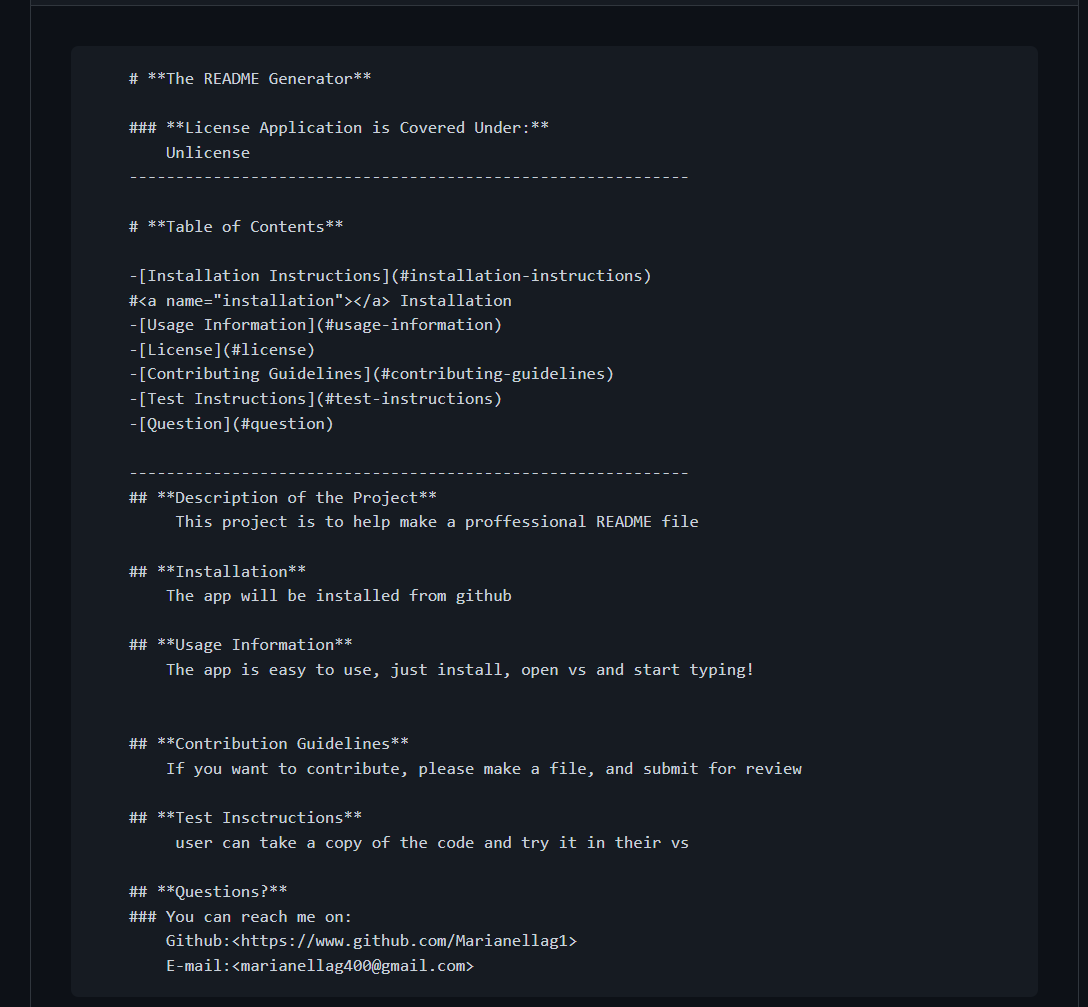 # **The README Generator**
### **License Application is Covered Under:**
Unlicense
------------------------------------------------------------
# **Table of Contents**
-[Installation Instructions](#installation-instructions)
#<a name="installation"></a> Installation
-[Usage Information](#usage-information)
-[License](#license)
-[Contributing Guidelines](#contributing-guidelines)
-[Test Instructions](#test-instructions)
-[Question](#question)
------------------------------------------------------------
## **Description of the Project**
This project is to help make a proffessional README file
## **Installation**
The app will be installed from github
## **Usage Information**
The app is easy to use, just install, open vs and start typing!
## **Contribution Guidelines**
If you want to contribute, please make a file, and submit for review
## **Test Insctructions**
user can take a copy of the code and try it in their vs
## **Questions?**
### You can reach me on:
Github:<https://www.github.com/Marianellag1>
E-mail:<marianellag400@gmail.com>